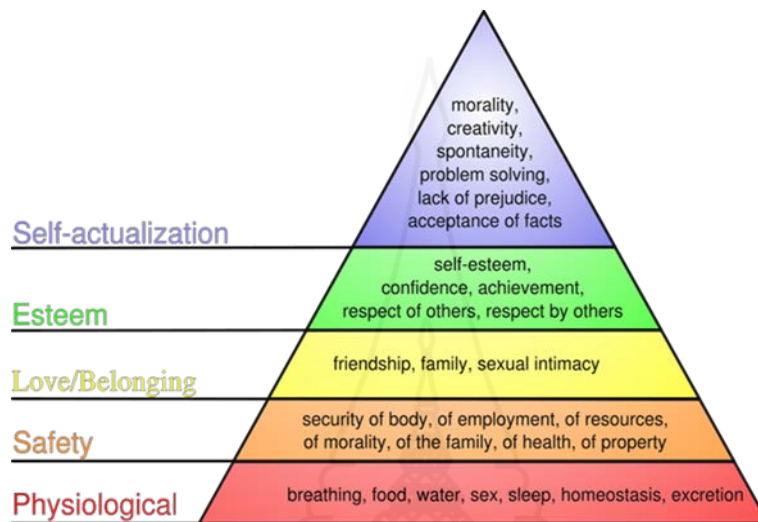 morality,
creativity,
spontaneity,
problem solving,
lack of prejudice,
acceptance of facts
Self-actualization
self-esteem,
confidence, achievement,
respect of others, respect by others
Esteem
friendship, family, sexual intimacy
Love/Belonging
security of body, of employment, of resources,
of morality, of the family, of health, of property
Safety
breathing, food, water, sex, sleep, homeostasis, excretion
Physiological